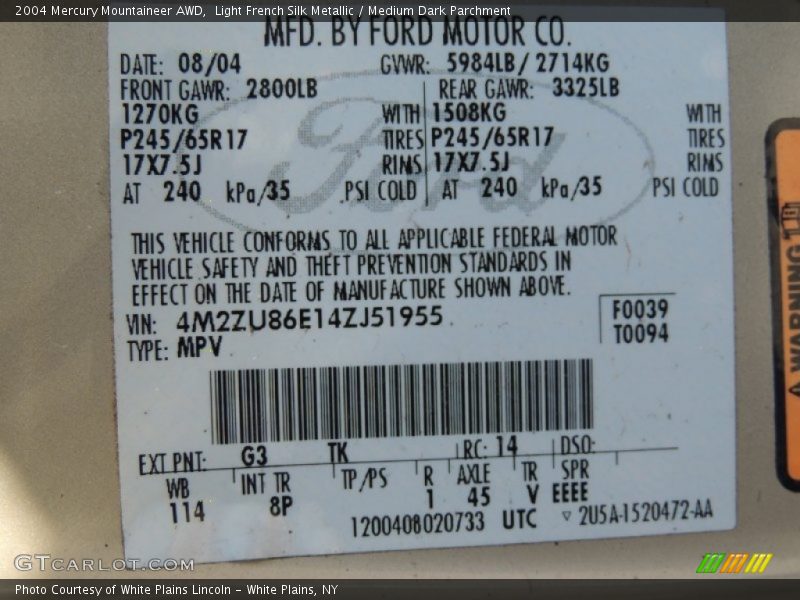 2004 Mercury Mountaineer AWD,  Light French Silk Metallic / Medium Dark Parchment
MFD. BY FORD MOTOR CO.
DATE: 08/04 GVWR: 5984LB/ 2714KG
FRONT GAWR: 2800LB REAR GAWR: 3325LB
1270KG WITH 1508KG WITH
P245/65R17 TIRES P245/65R17 TIRES
17X7.5J RIMS 17X7.5J RIMS
AT 240 kPa/35 PSI COLD AT 240 kPa/35 PSI COLD
Ford
THIS VEHICLE CONFORMS TO ALL APPLICABLE FEDERAL MOTOR
VEHICLE SAFETY AND THEFT PREVENTION STANDARDS IN
EFFECT ON THE DATE OF MANUFACTURE SHOWN ABOVE.
VIN: 4M2ZU86E14ZJ51955 F0039
TYPE: MPV T0094
EXT PNT: G3 TK RC: 14 DSO:
WB INT TR TP/PS R AXLE TR SPR
114 8P 1 45 V EEEE
1200408020733 UTC ▽ 2U5A-1520472-AA
WARNING
GTCarLot.com
Photo Courtesy of White Plains Lincoln - White Plains, NY